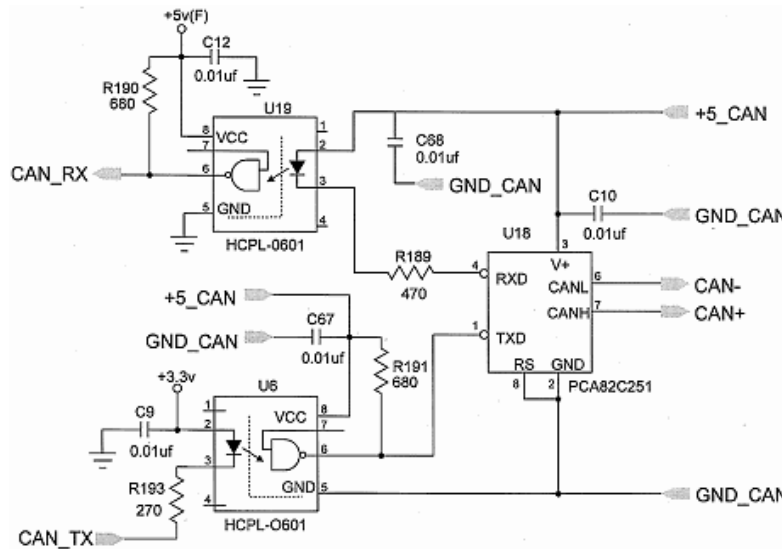 +5v(F)
C12
0.01uf
R190
680
U19
1
8
VCC
2
7
6
3
5
GND
4
HCPL-0601
CAN_RX
C68
0.01uf
GND_CAN
+5_CAN
C10
0.01uf
GND_CAN
U18
3
V+
R189
470
4
RXD
CANL
6
CAN-
CANH
7
CAN+
1
TXD
RS
GND
8
2
PCA82C251
+5_CAN
GND_CAN
C67
0.01uf
R191
680
+3.3v
C9
0.01uf
U6
1
8
VCC
2
7
6
3
GND
5
4
HCPL-O601
R193
270
CAN_TX
GND_CAN